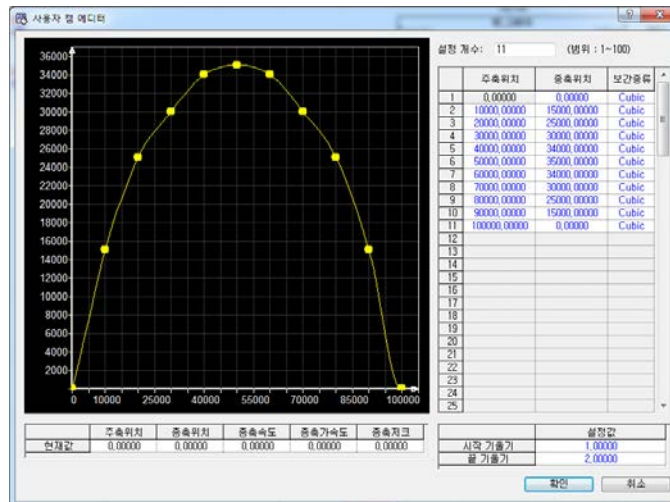 사용자 캠 에디터
설정 개수: 11 (범위 : 1~100)
주축위치 종축위치 보간종류
1 0,00000 0,00000 Cubic
2 10000,00000 15000,00000 Cubic
3 20000,00000 25000,00000 Cubic
4 30000,00000 30000,00000 Cubic
5 40000,00000 34000,00000 Cubic
6 50000,00000 35000,00000 Cubic
7 60000,00000 34000,00000 Cubic
8 70000,00000 30000,00000 Cubic
9 80000,00000 25000,00000 Cubic
10 90000,00000 15000,00000 Cubic
11 100000,00000 0,00000 Cubic
12
13
14
15
16
17
18
19
20
21
22
23
24
25
36000
34000
32000
30000
28000
26000
24000
22000
20000
18000
16000
14000
12000
10000
8000
6000
4000
2000
0 10000 25000 40000 55000 70000 85000 100000
주축위치 종축위치 종축속도 종축가속도 종축저크
현재값 0,00000 0,00000 0,00000 0,00000 0,00000
설정값
시작 기울기 1,00000
끝 기울기 2,00000
확인 취소